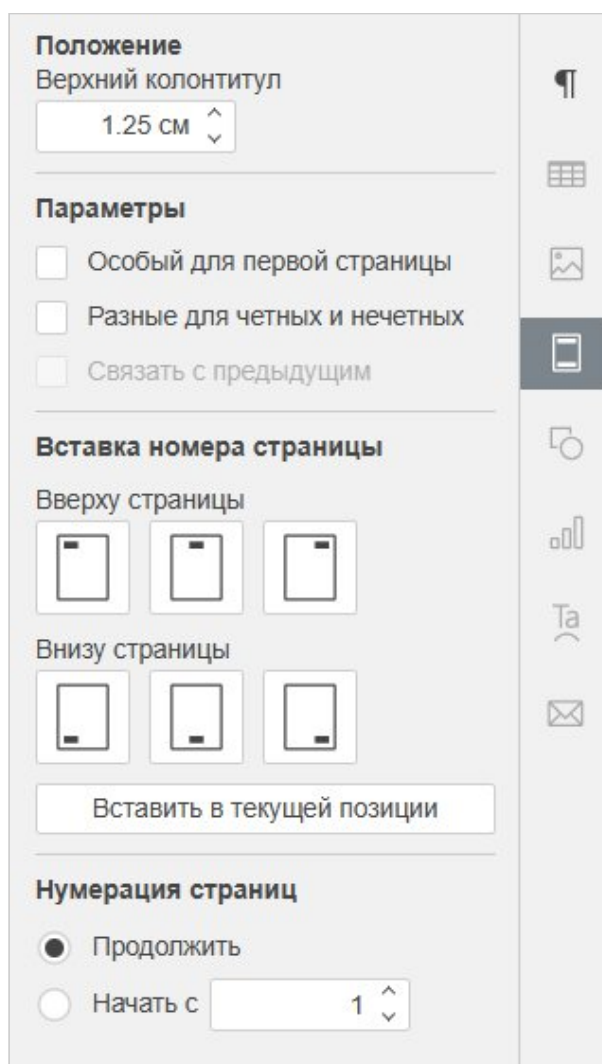 Положение
Верхний колонтитул
1.25 см
Параметры
Особый для первой страницы
Разные для четных и нечетных
Связать с предыдущим
Вставка номера страницы
Вверху страницы
Внизу страницы
Вставить в текущей позиции
Нумерация страниц
Продолжить
Начать с 1
¶
Ta